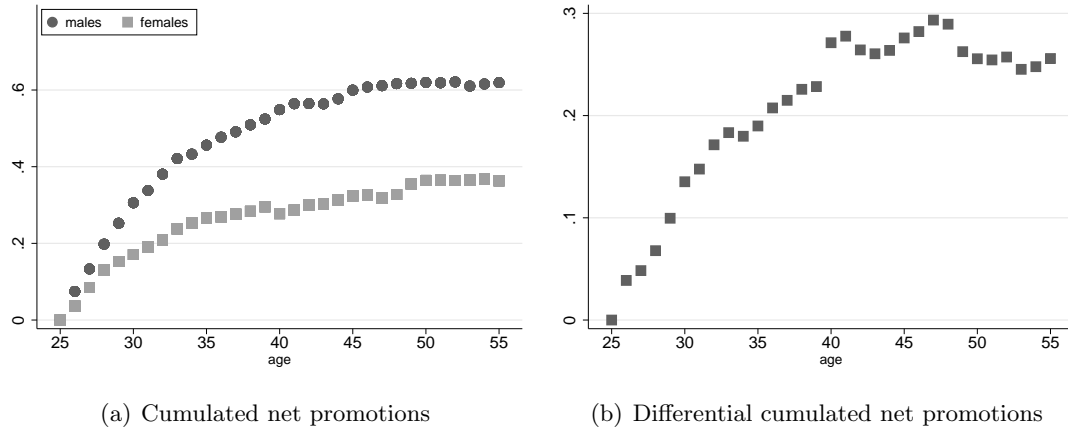 males females
.6
.4
.2
0
25 30 35 40 45 50 55
age
(a) Cumulated net promotions
.3
.2
.1
0
25 30 35 40 45 50 55
age
(b) Differential cumulated net promotions